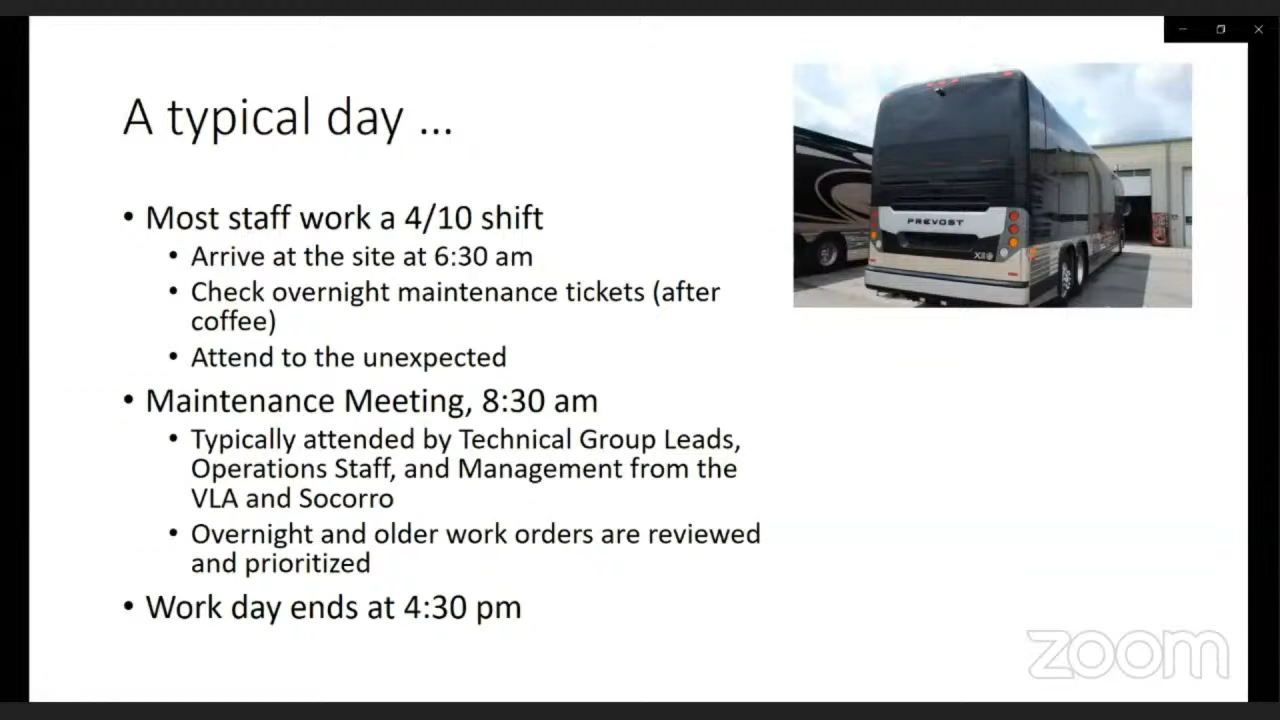 A typical day ...
• Most staff work a 4/10 shift
• Arrive at the site at 6:30 am
• Check overnight maintenance tickets (after
coffee)
• Attend to the unexpected
• Maintenance Meeting, 8:30 am
• Typically attended by Technical Group Leads,
Operations Staff, and Management from the
VLA and Socorro
• Overnight and older work orders are reviewed
and prioritized
• Work day ends at 4:30 pm
PREVOST
zoom